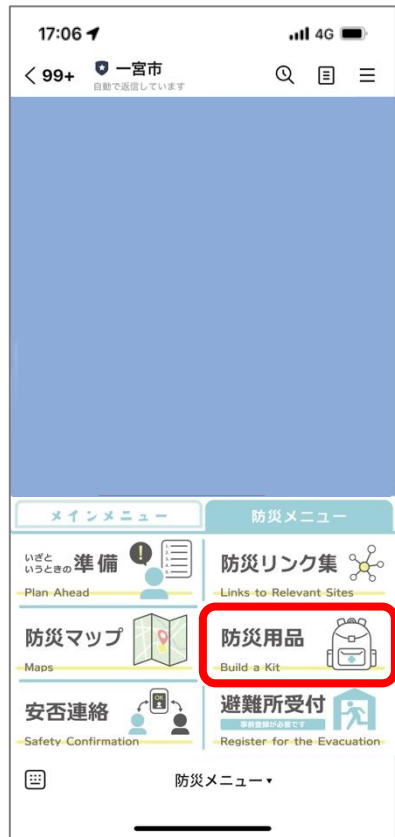 17:06
4G
99+
一宮市
自動で返信しています
メインメニュー
防災メニュー
いざと
いうときの準備
Plan Ahead
防災リンク集
Links to Relevant Sites
防災マップ
Maps
防災用品
Build a Kit
安否連絡
OK
Safety Confirmation
避難所受付
事前登録が必要です
Register for the Evacuation
防災メニュー▾